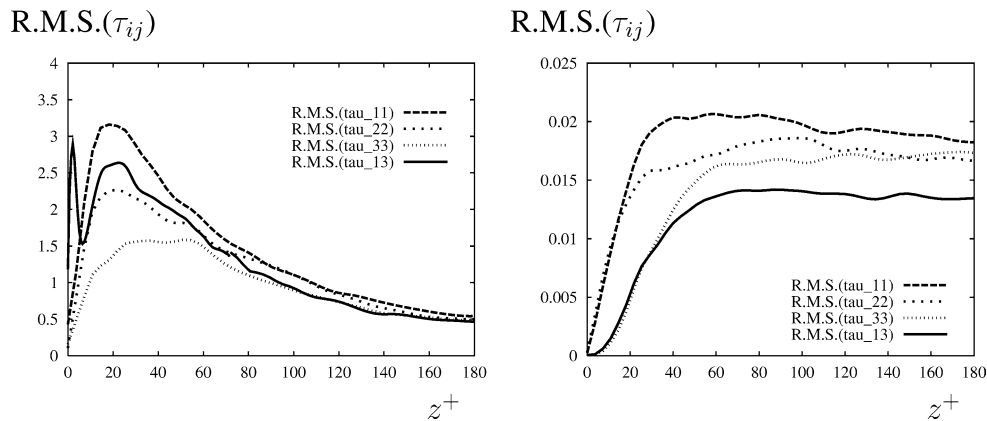 R.M.S.(τij)
4
3.5
3
2.5
2
1.5
1
0.5
0
R.M.S.(tau_11)
R.M.S.(tau_22)
R.M.S.(tau_33)
R.M.S.(tau_13)
0 20 40 60 80 100 120 140 160 180
z+
R.M.S.(τij)
0.025
0.02
0.015
0.01
0.005
0
R.M.S.(tau_11)
R.M.S.(tau_22)
R.M.S.(tau_33)
R.M.S.(tau_13)
0 20 40 60 80 100 120 140 160 180
z+